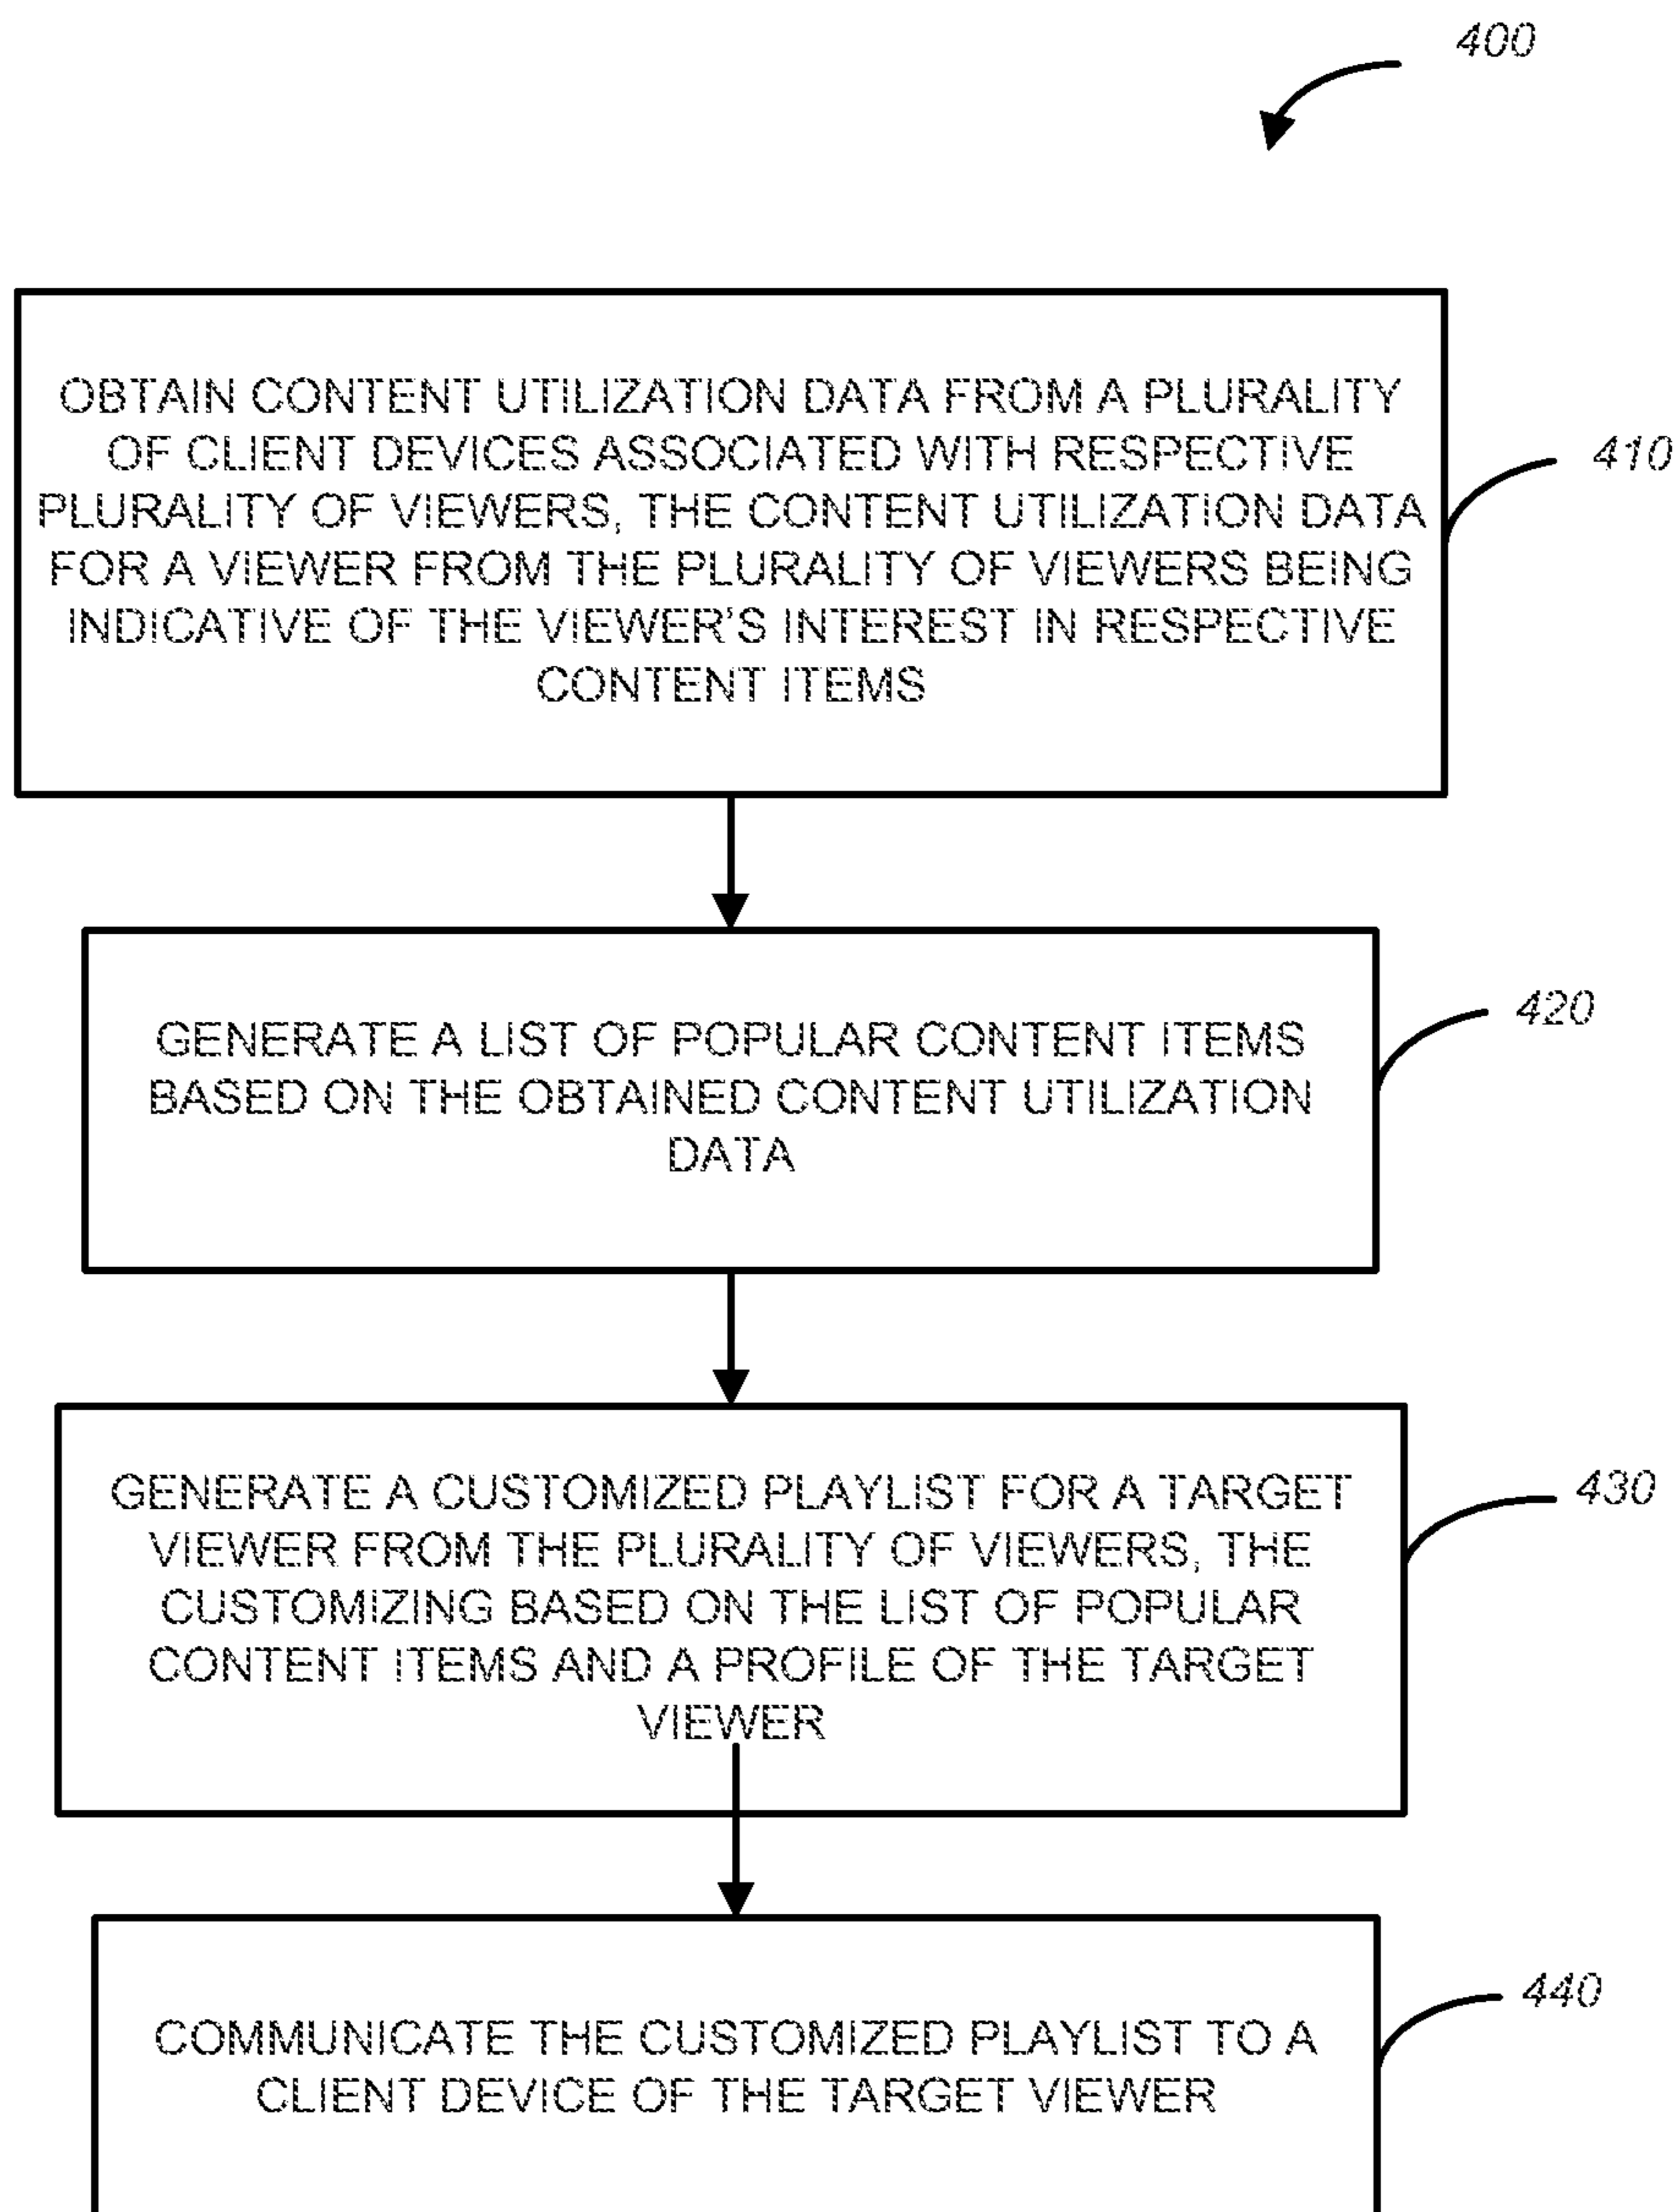 400
OBTAIN CONTENT UTILIZATION DATA FROM A PLURALITY
OF CLIENT DEVICES ASSOCIATED WITH RESPECTIVE
PLURALITY OF VIEWERS, THE CONTENT UTILIZATION DATA
FOR A VIEWER FROM THE PLURALITY OF VIEWERS BEING
INDICATIVE OF THE VIEWER'S INTEREST IN RESPECTIVE
CONTENT ITEMS
410
GENERATE A LIST OF POPULAR CONTENT ITEMS
BASED ON THE OBTAINED CONTENT UTILIZATION
DATA
420
GENERATE A CUSTOMIZED PLAYLIST FOR A TARGET
VIEWER FROM THE PLURALITY OF VIEWERS, THE
CUSTOMIZING BASED ON THE LIST OF POPULAR
CONTENT ITEMS AND A PROFILE OF THE TARGET
VIEWER
430
COMMUNICATE THE CUSTOMIZED PLAYLIST TO A
CLIENT DEVICE OF THE TARGET VIEWER
440